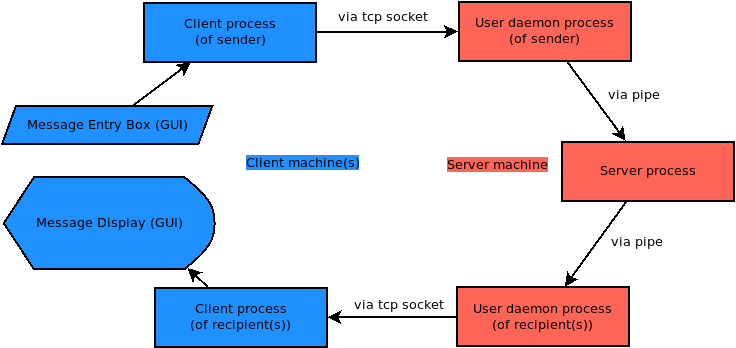 Client process
(of sender)
via tcp socket
User daemon process
(of sender)
via pipe
Message Entry Box (GUI)
Client machine(s)
Server machine
Server process
Message Display (GUI)
via pipe
Client process
(of recipient(s))
via tcp socket
User daemon process
(of recipient(s))